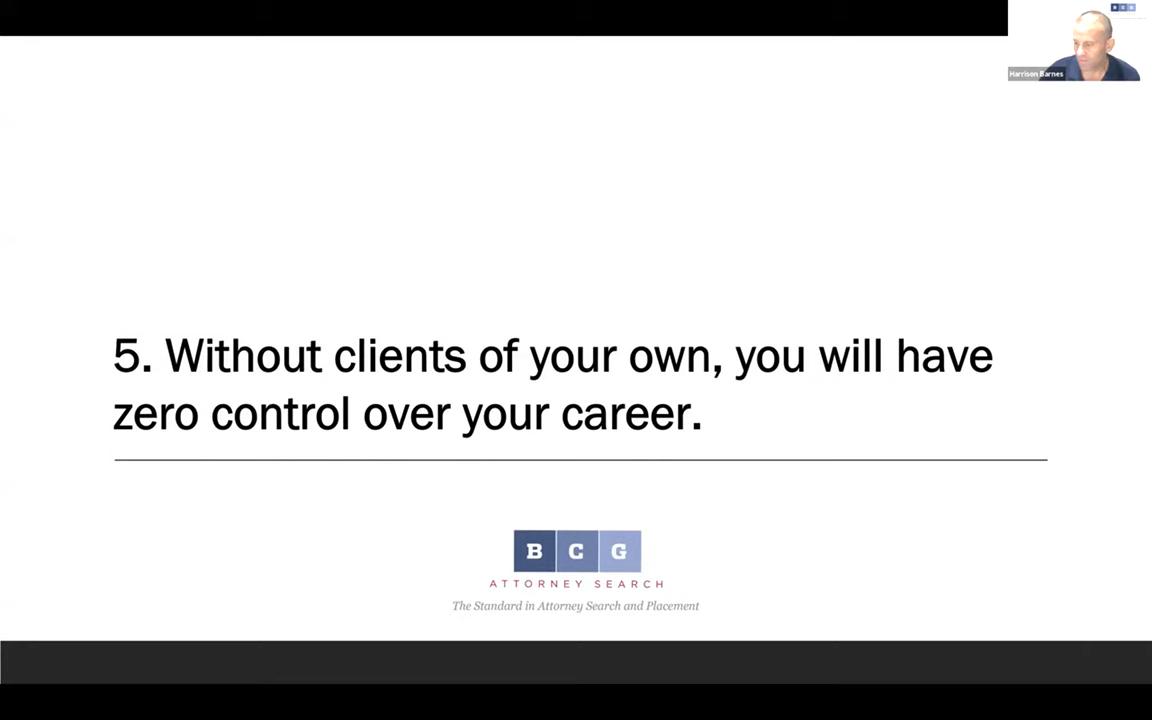 B C G
Harrison Barnes
5. Without clients of your own, you will have
zero control over your career.
B C G
ATTORNEY SEARCH
The Standard in Attorney Search and Placement